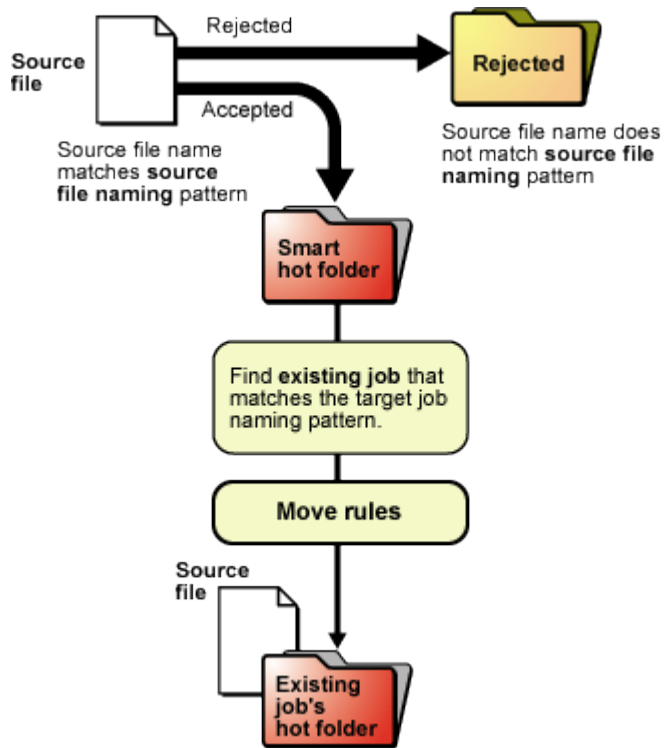 Rejected
Source
file
Rejected
Accepted
Source file name
matches source
file naming pattern
Source file name does
not match source file
naming pattern
Smart
hot folder
Find existing job that
matches the target job
naming pattern.
Move rules
Source
file
Existing
job's
hot folder